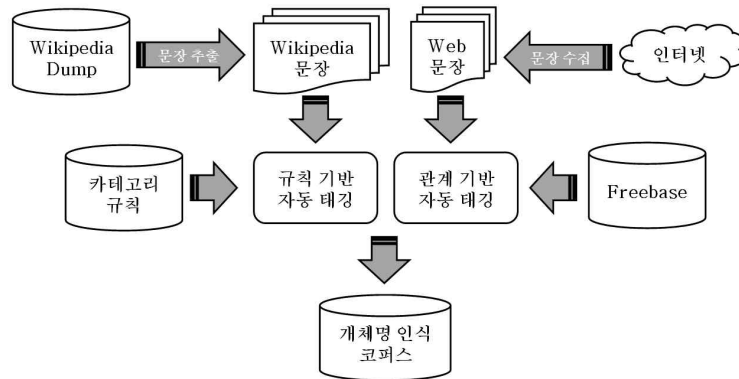 Wikipedia
Dump
문장 추출
Wikipedia
문장
Web
문장
문장 수집
인터넷
카테고리
규칙
규칙 기반
자동 태깅
관계 기반
자동 태깅
Freebase
개체명 인식
코퍼스